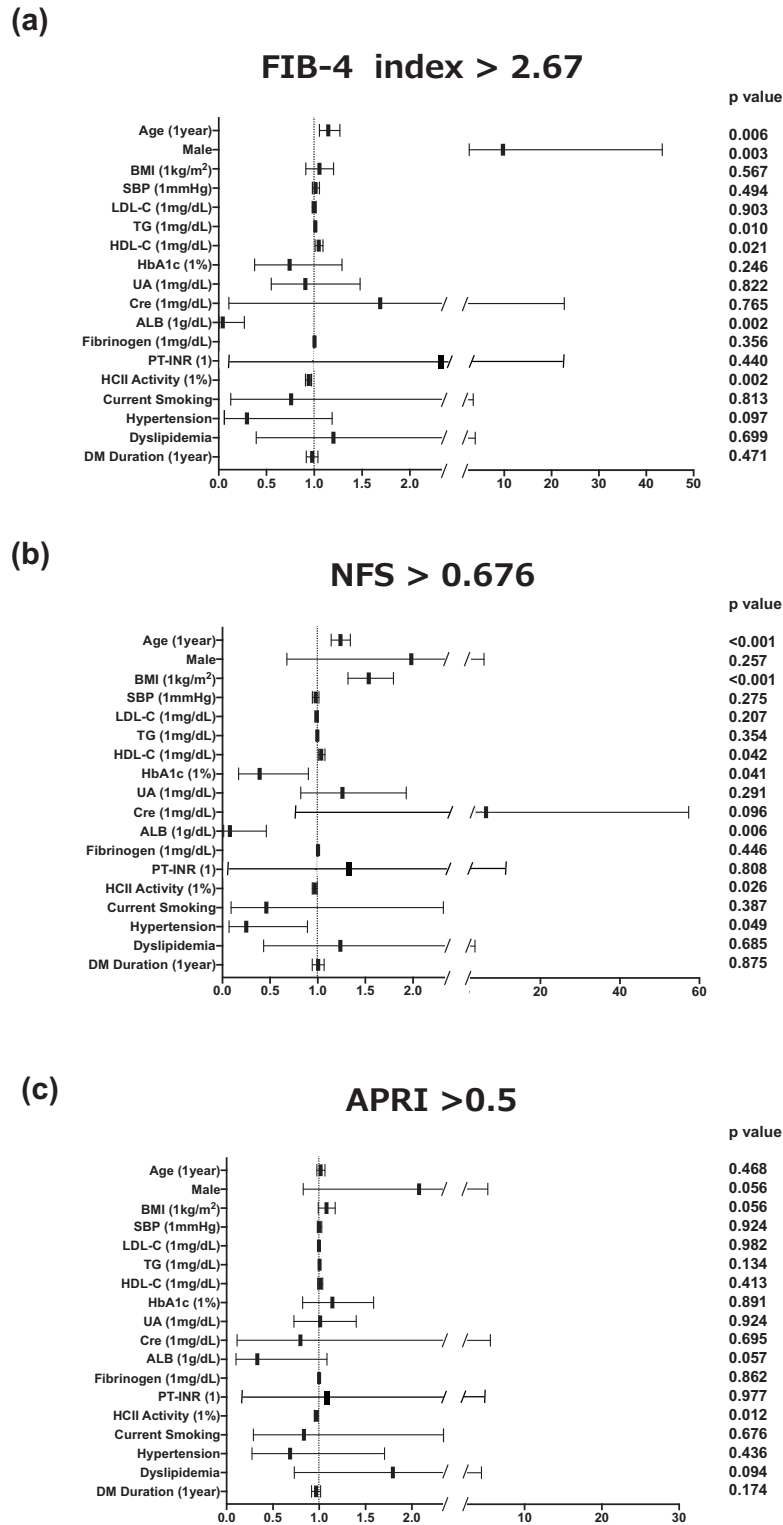 (a)
FIB-4 index > 2.67
p value
Age (1year) 0.006
Male 0.003
BMI (1kg/m²) 0.567
SBP (1mmHg) 0.494
LDL-C (1mg/dL) 0.903
TG (1mg/dL) 0.010
HDL-C (1mg/dL) 0.021
HbA1c (1%) 0.246
UA (1mg/dL) 0.822
Cre (1mg/dL) 0.765
ALB (1g/dL) 0.002
Fibrinogen (1mg/dL) 0.356
PT-INR (1) 0.440
HCII Activity (1%) 0.002
Current Smoking 0.813
Hypertension 0.097
Dyslipidemia 0.699
DM Duration (1year) 0.471
0.0 0.5 1.0 1.5 2.0 10 20 30 40 50
(b)
NFS > 0.676
p value
Age (1year) <0.001
Male 0.257
BMI (1kg/m²) <0.001
SBP (1mmHg) 0.275
LDL-C (1mg/dL) 0.207
TG (1mg/dL) 0.354
HDL-C (1mg/dL) 0.042
HbA1c (1%) 0.041
UA (1mg/dL) 0.291
Cre (1mg/dL) 0.096
ALB (1g/dL) 0.006
Fibrinogen (1mg/dL) 0.446
PT-INR (1) 0.808
HCII Activity (1%) 0.026
Current Smoking 0.387
Hypertension 0.049
Dyslipidemia 0.685
DM Duration (1year) 0.875
0.0 0.5 1.0 1.5 2.0 20 40 60
(c)
APRI >0.5
p value
Age (1year) 0.468
Male 0.056
BMI (1kg/m²) 0.056
SBP (1mmHg) 0.924
LDL-C (1mg/dL) 0.982
TG (1mg/dL) 0.134
HDL-C (1mg/dL) 0.413
HbA1c (1%) 0.891
UA (1mg/dL) 0.924
Cre (1mg/dL) 0.695
ALB (1g/dL) 0.057
Fibrinogen (1mg/dL) 0.862
PT-INR (1) 0.977
HCII Activity (1%) 0.012
Current Smoking 0.676
Hypertension 0.436
Dyslipidemia 0.094
DM Duration (1year) 0.174
0.0 0.5 1.0 1.5 2.0 10 20 30